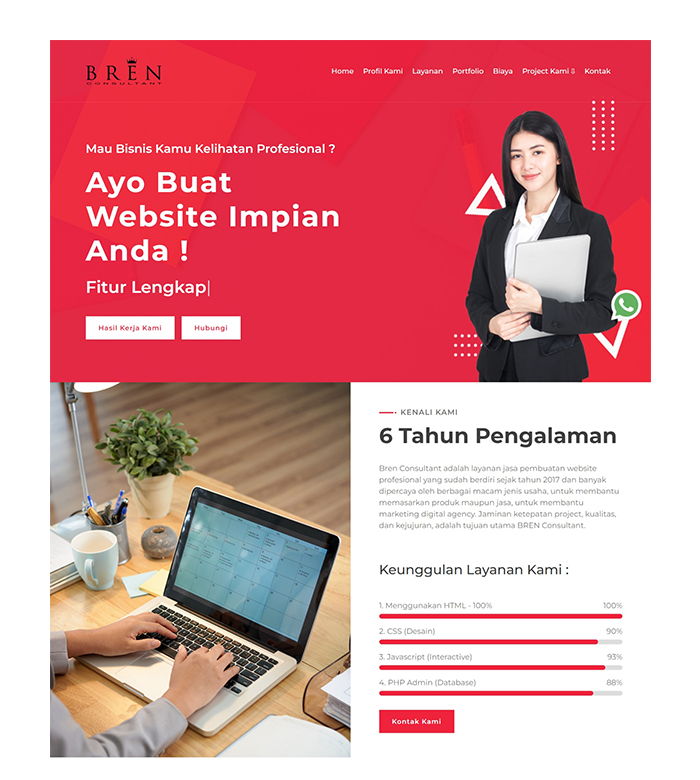 BREN
CONSULTANT
Home Profil Kami Layanan Portfolio Biaya Project Kami ⇩ Kontak
Mau Bisnis Kamu Kelihatan Profesional ?
Ayo Buat
Website Impian
Anda !
Fitur Lengkap|
Hasil Kerja Kami Hubungi
KENALI KAMI
6 Tahun Pengalaman
Bren Consultant adalah layanan jasa pembuatan website
profesional yang sudah berdiri sejak tahun 2017 dan banyak
dipercaya oleh berbagai macam jenis usaha, untuk membantu
memasarkan produk maupun jasa, untuk membantu
marketing digital agency. Jaminan ketepatan project, kualitas,
dan kejujuran, adalah tujuan utama BREN Consultant.
Keunggulan Layanan Kami :
1. Menggunakan HTML - 100% 100%
2. CSS (Desain) 90%
3. Javascript (Interactive) 93%
4. PHP Admin (Database) 88%
Kontak Kami